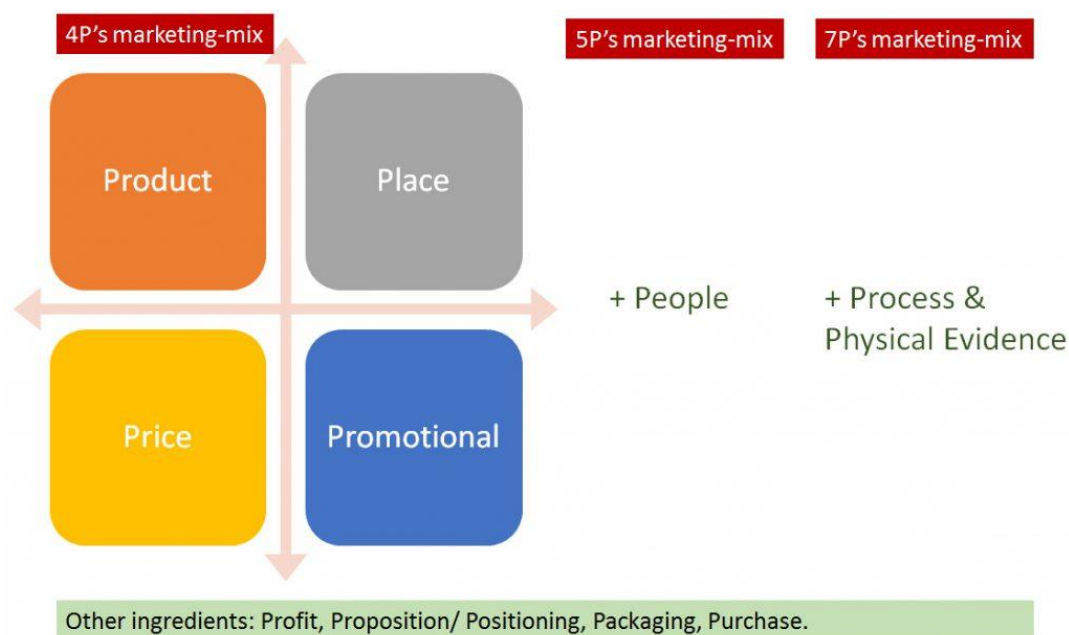 4P's marketing-mix
5P's marketing-mix
7P's marketing-mix
Product
Place
+ People
+ Process &
Physical Evidence
Price
Promotional
Other ingredients: Profit, Proposition/ Positioning, Packaging, Purchase.